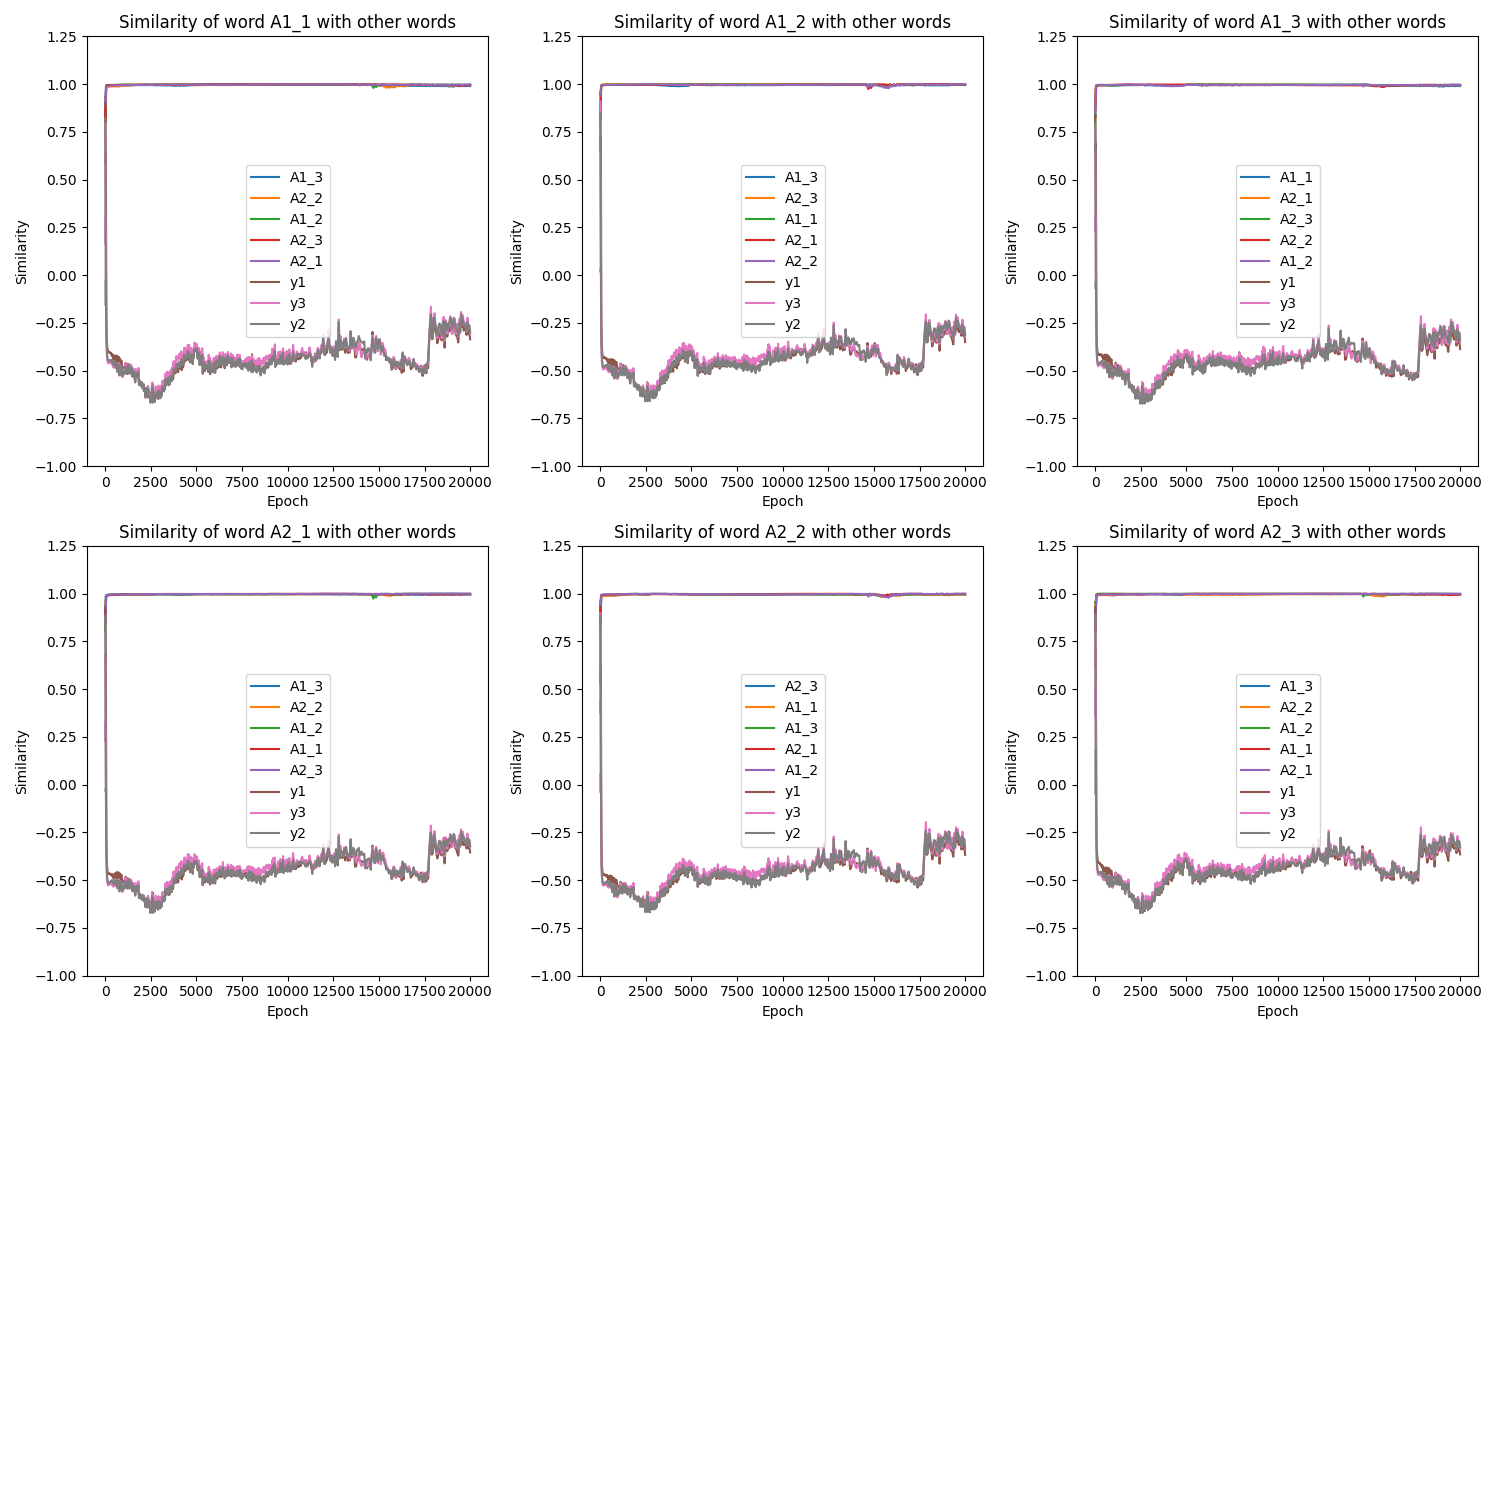 Similarity of word A1_1 with other words
1.25
1.00
0.75
0.50
0.25
0.00
−0.25
−0.50
−0.75
−1.00
Similarity
A1_3
A2_2
A1_2
A2_3
A2_1
y1
y3
y2
0 2500 5000 7500 10000 12500 15000 17500 20000
Epoch
Similarity of word A1_2 with other words
1.25
1.00
0.75
0.50
0.25
0.00
−0.25
−0.50
−0.75
−1.00
Similarity
A1_3
A2_3
A1_1
A2_1
A2_2
y1
y3
y2
0 2500 5000 7500 10000 12500 15000 17500 20000
Epoch
Similarity of word A1_3 with other words
1.25
1.00
0.75
0.50
0.25
0.00
−0.25
−0.50
−0.75
−1.00
Similarity
A1_1
A2_1
A2_3
A2_2
A1_2
y1
y3
y2
0 2500 5000 7500 10000 12500 15000 17500 20000
Epoch
Similarity of word A2_1 with other words
1.25
1.00
0.75
0.50
0.25
0.00
−0.25
−0.50
−0.75
−1.00
Similarity
A1_3
A2_2
A1_2
A1_1
A2_3
y1
y3
y2
0 2500 5000 7500 10000 12500 15000 17500 20000
Epoch
Similarity of word A2_2 with other words
1.25
1.00
0.75
0.50
0.25
0.00
−0.25
−0.50
−0.75
−1.00
Similarity
A2_3
A1_1
A1_3
A2_1
A1_2
y1
y3
y2
0 2500 5000 7500 10000 12500 15000 17500 20000
Epoch
Similarity of word A2_3 with other words
1.25
1.00
0.75
0.50
0.25
0.00
−0.25
−0.50
−0.75
−1.00
Similarity
A1_3
A2_2
A1_2
A1_1
A2_1
y1
y3
y2
0 2500 5000 7500 10000 12500 15000 17500 20000
Epoch